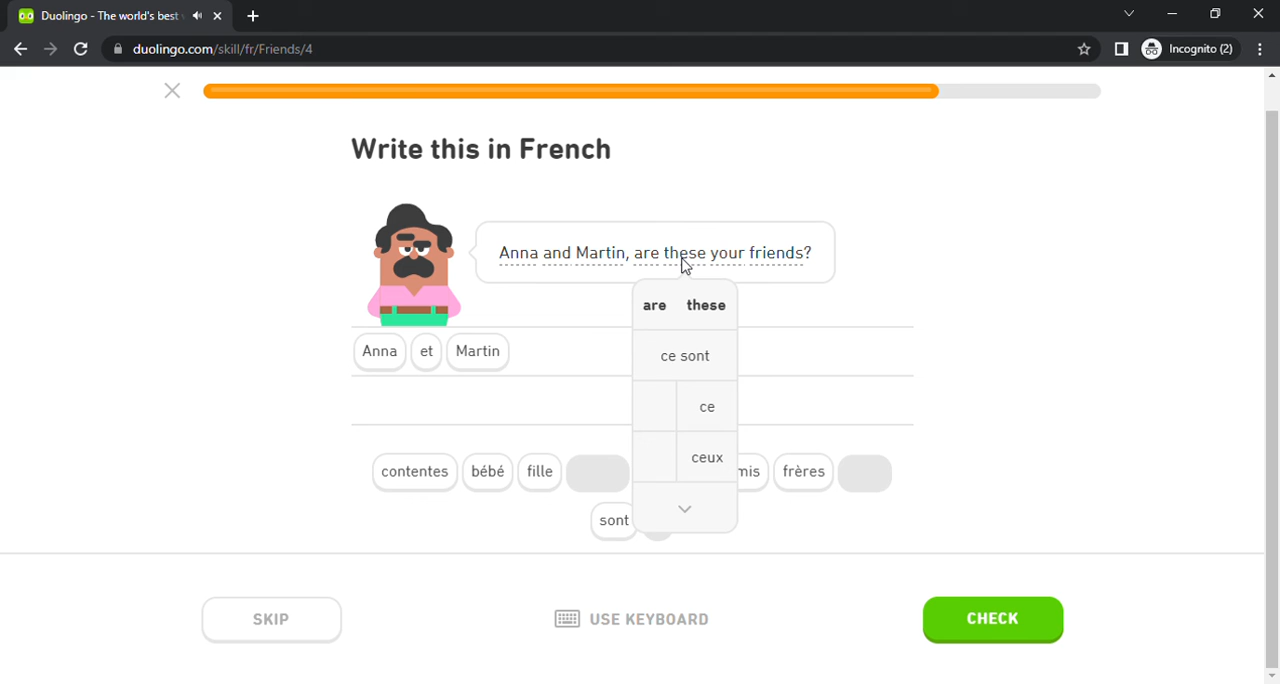 Duolingo - The world's best
Incognito (2)
duolingo.com/skill/fr/Friends/4
Write this in French
Anna and Martin, are these your friends?
are these
Anna et Martin
ce sont
ce
ceux
contentes bébé fille mis frères
sont
SKIP
USE KEYBOARD
CHECK